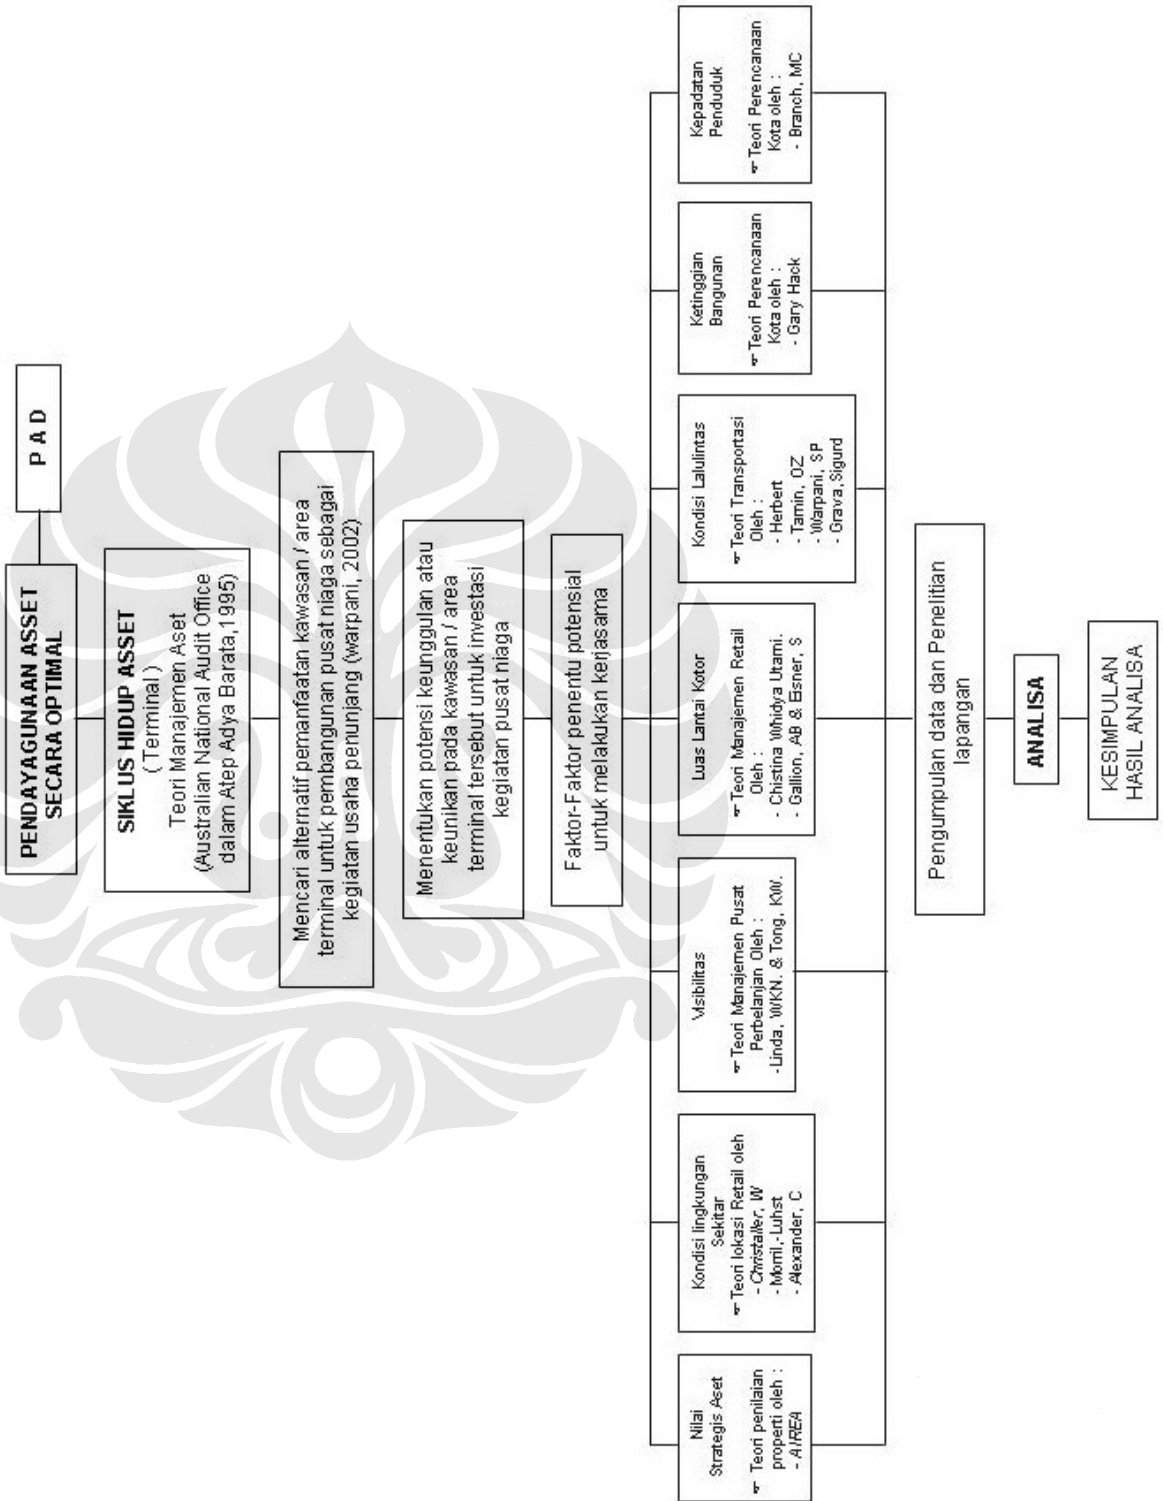 PENDAYAGUNAAN ASSET
SECARA OPTIMAL
P A D
SIKLUS HIDUP ASSET
( Terminal )
Teori Manajemen Aset
(Australian National Audit Office
dalam Atep Adya Barata,1995)
Mencari alternatif pemanfaatan kawasan / area
terminal untuk pembangunan pusat niaga sebagai
kegiatan usaha penunjang (warpani, 2002)
Menentukan potensi keunggulan atau
keunikan pada kawasan / area
terminal tersebut untuk investasi
kegiatan pusat niaga
Faktor-Faktor penentu potensial
untuk melakukan kerjasama
Nilai
Strategis Aset
☞ Teori penilaian
properti oleh :
- AIREA
Kondisi lingkungan
Sekitar
☞ Teori lokasi Retail oleh
- Christaller, W
- Morril,-Luhst
- Alexander, C
Visibilitas
☞ Teori Manajemen Pusat
Perbelanjan Oleh :
-Linda, WKN. & Tong, KW.
Luas Lantai Kotor
☞ Teori Manajemen Retail
Oleh :
- Chistina Whidya Utami.
- Gallion, AB & Eisner, S
Kondisi Lalulintas
☞ Teori Transportasi
Oleh :
- Herbert
- Tamin, OZ
- Warpani, SP
- Grava,Sigurd
Ketinggian
Bangunan
☞ Teori Perencanaan
Kota oleh :
- Gary Hack
Kepadatan
Penduduk
☞ Teori Perencanaan
Kota oleh :
- Branch, MC
Pengumpulan data dan Penelitian
lapangan
ANALISA
KESIMPULAN
HASIL ANALISA